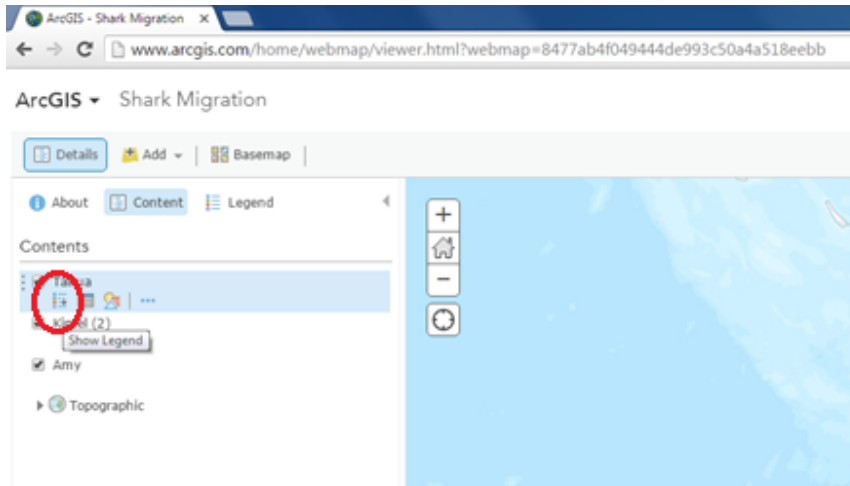 ArcGIS - Shark Migration
www.arcgis.com/home/webmap/viewer.html?webmap=8477ab4f049444de993c50a4a518eebb
ArcGIS Shark Migration
Details Add Basemap
About Content Legend
Contents
(2)
Show Legend
Amy
Topographic